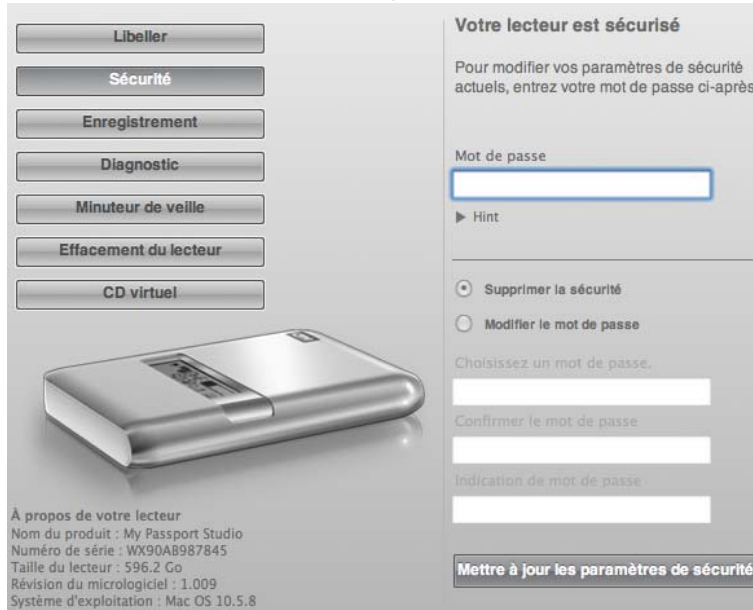 Libeller
Sécurité
Enregistrement
Diagnostic
Minuteur de veille
Effacement du lecteur
CD virtuel
À propos de votre lecteur
Nom du produit : My Passport Studio
Numéro de série : WX90AB987845
Taille du lecteur : 596.2 Go
Révision du micrologiciel : 1.009
Système d'exploitation : Mac OS 10.5.8
Votre lecteur est sécurisé
Pour modifier vos paramètres de sécurité
actuels, entrez votre mot de passe ci-après
Mot de passe
Hint
Supprimer la sécurité
Modifier le mot de passe
Choisissez un mot de passe.
Confirmer le mot de passe
Indication de mot de passe
Mettre à jour les paramètres de sécurité